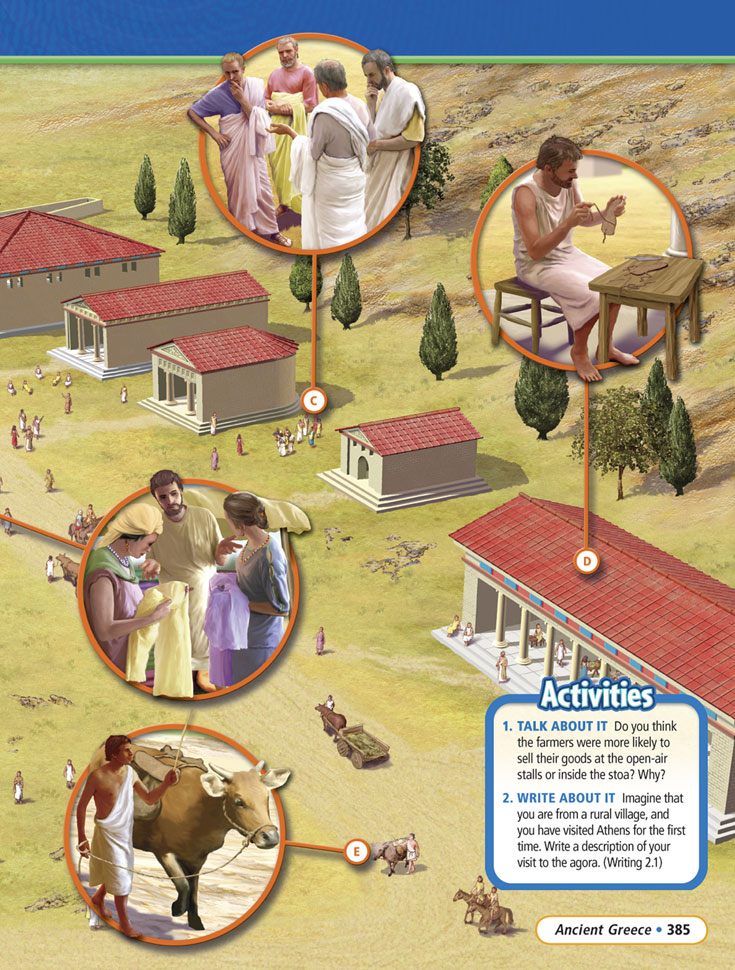 C
D
E
Activities
1. TALK ABOUT IT Do you think
the farmers were more likely to
sell their goods at the open-air
stalls or inside the stoa? Why?
2. WRITE ABOUT IT Imagine that
you are from a rural village, and
you have visited Athens for the first
time. Write a description of your
visit to the agora. (Writing 2.1)
Ancient Greece • 385